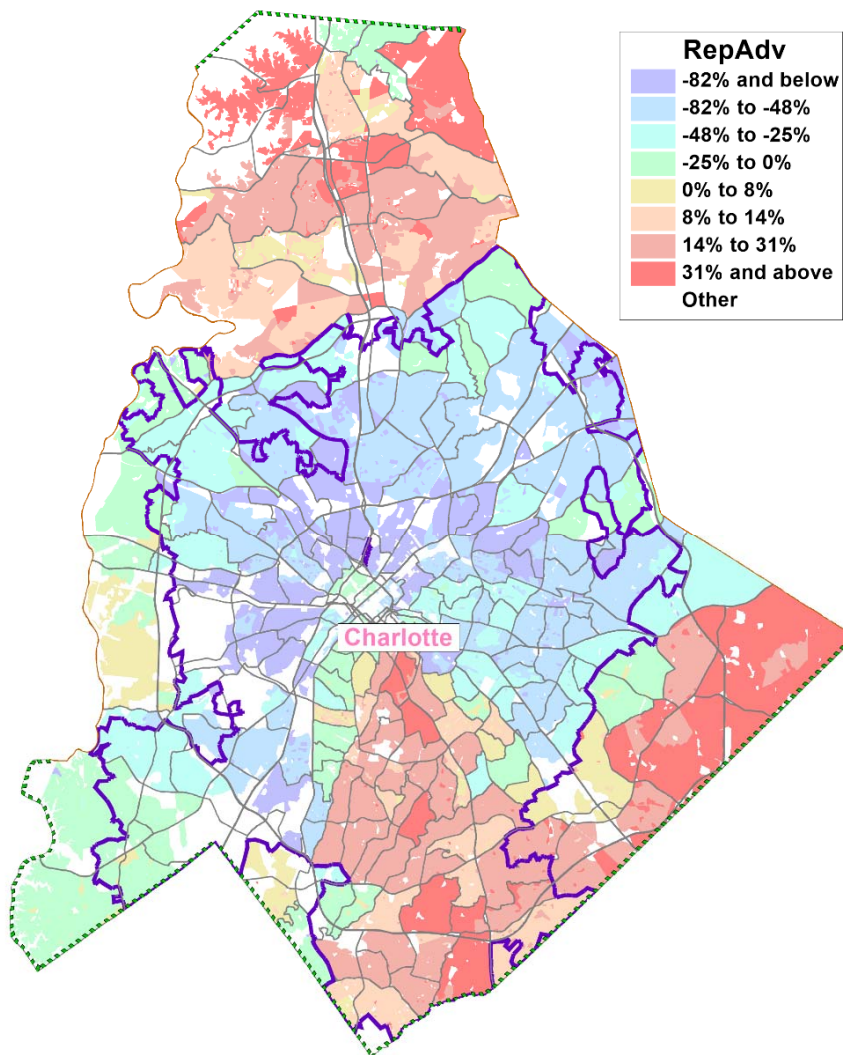 RepAdv
-82% and below
-82% to -48%
-48% to -25%
-25% to 0%
0% to 8%
8% to 14%
14% to 31%
31% and above
Other
Charlotte